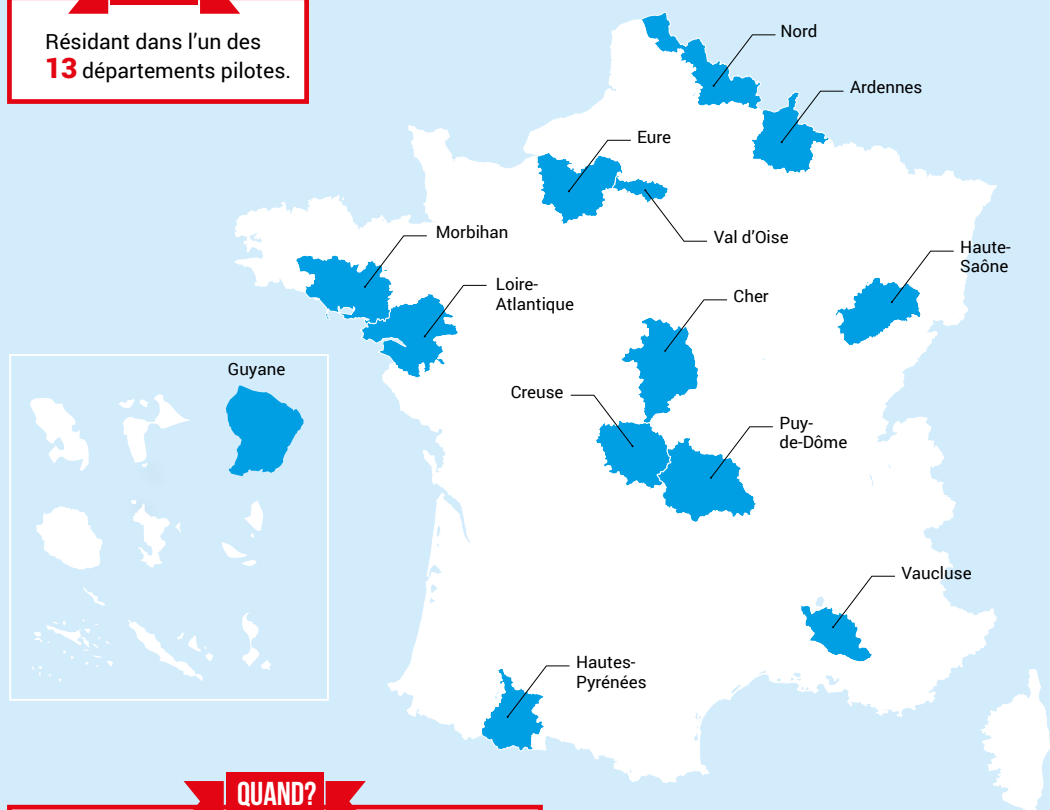 Résidant dans l'un des
13 départements pilotes.
Nord
Ardennes
Eure
Val d'Oise
Morbihan
Haute-
Saône
Loire-
Atlantique
Cher
Guyane
Creuse
Puy-
de-Dôme
Vaucluse
Hautes-
Pyrénées
QUAND?